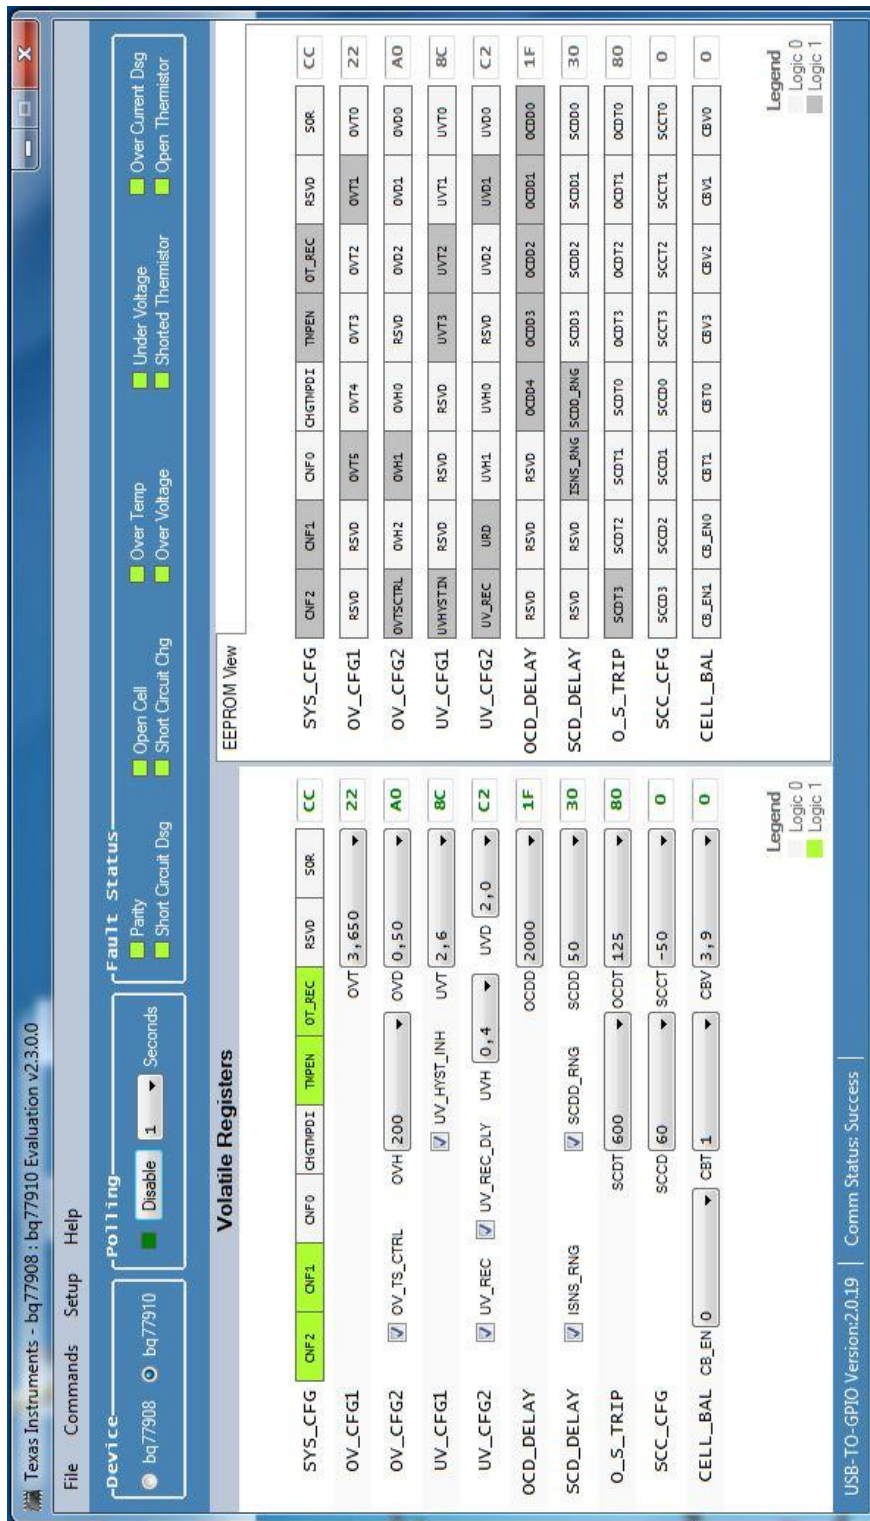 Texas Instruments - bq77908 : bq77910 Evaluation v2.3.0.0
File Commands Setup Help
Device
bq77908 bq77910
Polling
Disable 1 Seconds
Fault Status
Parity Open Cell Over Temp Under Voltage Over Current Dsg
Short Circuit Dsg Short Circuit Chg Over Voltage Shorted Thermistor Open Thermistor
Volatile Registers
SYS_CFG CNF2 CNF1 CNF0 CHGTMPDI TMPEN OT_REC RSVD SOR CC
OV_CFG1 OVT 3,650 22
OV_CFG2 OV_TS_CTRL OVH 200 OVD 0,50 A0
UV_CFG1 UV_HYST_INH UVT 2,6 8C
UV_CFG2 UV_REC UV_REC_DLY UVH 0,4 UVD 2,0 C2
OCD_DELAY OCDD 2000 1F
SCD_DELAY ISNS_RNG SCDD_RNG SCDD 50 30
O_S_TRIP SCDT 600 OCDT 125 80
SCC_CFG SCCD 60 SCCT -50 0
CELL_BAL CB_EN 0 CBT 1 CBV 3,9 0
Legend
Logic 0
Logic 1
EEPROM View
SYS_CFG CNF2 CNF1 CNF0 CHGTMPDI TMPEN OT_REC RSVD SOR CC
OV_CFG1 RSVD RSVD OVT5 OVT4 OVT3 OVT2 OVT1 OVT0 22
OV_CFG2 OVTSCTRL OVH2 OVH1 OVH0 RSVD OVD2 OVD1 OVD0 A0
UV_CFG1 UVHYSTIN RSVD RSVD RSVD UVT3 UVT2 UVT1 UVT0 8C
UV_CFG2 UV_REC URD UVH1 UVH0 RSVD UVD2 UVD1 UVD0 C2
OCD_DELAY RSVD RSVD RSVD OCDD4 OCDD3 OCDD2 OCDD1 OCDD0 1F
SCD_DELAY RSVD RSVD ISNS_RNG SCDD_RNG SCDD3 SCDD2 SCDD1 SCDD0 30
O_S_TRIP SCDT3 SCDT2 SCDT1 SCDT0 OCDT3 OCDT2 OCDT1 OCDT0 80
SCC_CFG SCCD3 SCCD2 SCCD1 SCCD0 SCCT3 SCCT2 SCCT1 SCCT0 0
CELL_BAL CB_EN1 CB_EN0 CBT1 CBT0 CBV3 CBV2 CBV1 CBV0 0
Legend
Logic 0
Logic 1
USB-TO-GPIO Version:2.0.19 Comm Status: Success